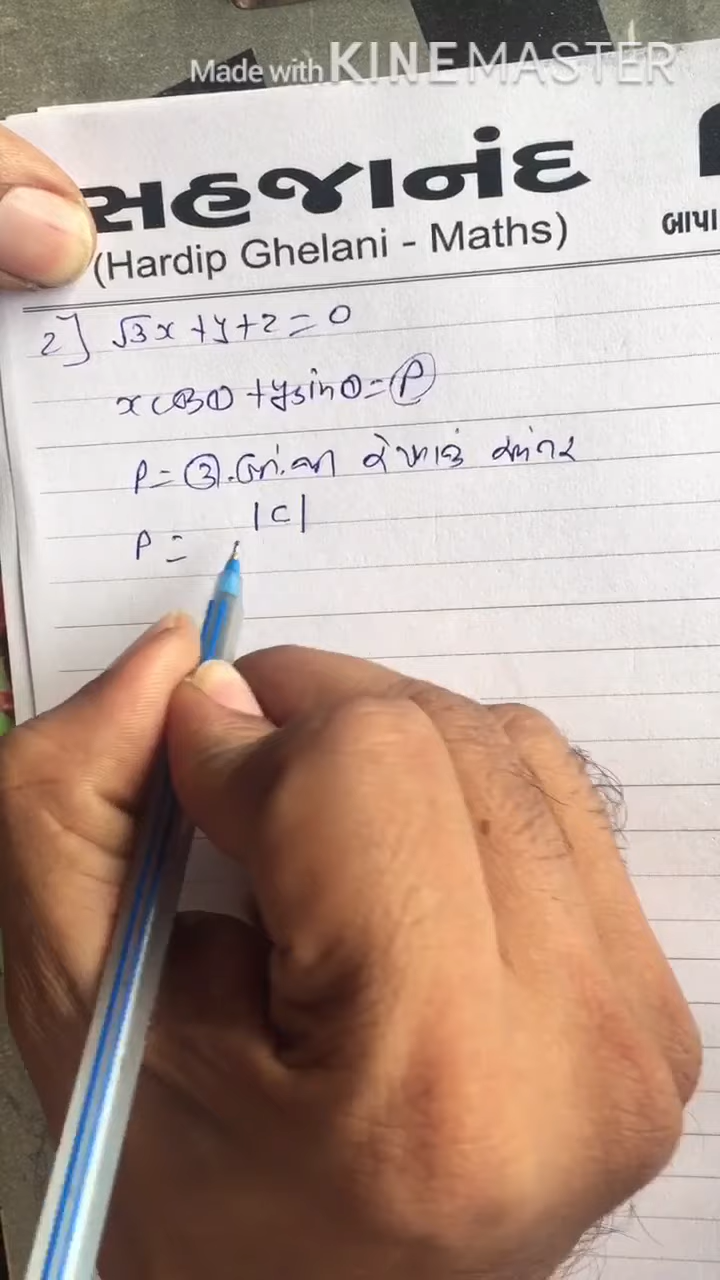 Made with KINEMASTER
સહજાનંદ
(Hardip Ghelani - Maths)
બાપા
2] √3x + y + 2 = 0
x cosθ + y sinθ = P
P = ઊ.બિં.થી રેખાનું અંતર
P = |C|